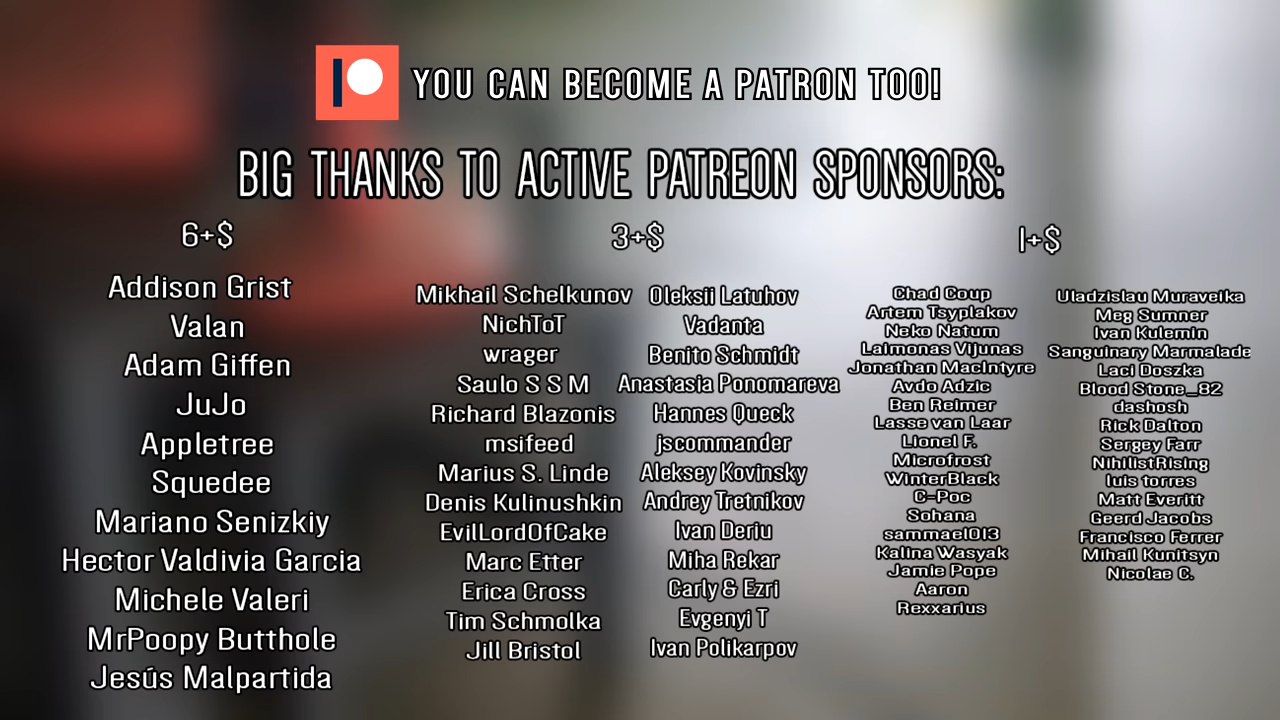 YOU CAN BECOME A PATRON TOO!
BIG THANKS TO ACTIVE PATREON SPONSORS:
6+$
Addison Grist
Valan
Adam Giffen
JuJo
Appletree
Squedee
Mariano Senizkiy
Hector Valdivia Garcia
Michele Valeri
MrPoopy Butthole
Jesús Malpartida
3+$
Mikhail Schelkunov
NichToT
wrager
Saulo S S M
Richard Blazonis
msifeed
Marius S. Linde
Denis Kulinushkin
EvilLordOfCake
Marc Etter
Erica Cross
Tim Schmolka
Jill Bristol
Oleksii Latuhov
Vadanta
Benito Schmidt
Anastasia Ponomareva
Hannes Queck
jscommander
Aleksey Kovinsky
Andrey Tretnikov
Ivan Deriu
Miha Rekar
Carly & Ezri
Evgenyi T
Ivan Polikarpov
1+$
Chad Coup
Artem Tsyplakov
Neko Natum
Laimonas Vijunas
Jonathan MacIntyre
Avdo Adzic
Ben Reimer
Lasse van Laar
Lionel F.
Microfrost
WinterBlack
C-Poc
Sohana
sammael013
Kalina Wasyak
Jamie Pope
Aaron
Rexxarius
Uladzislau Muraveika
Meg Sumner
Ivan Kulemin
Sanguinary Marmalade
Laci Doszka
Blood Stone_82
dashosh
Rick Dalton
Sergey Farr
NihilistRising
luis torres
Matt Everitt
Geerd Jacobs
Francisco Ferrer
Mihail Kunitsyn
Nicolae C.